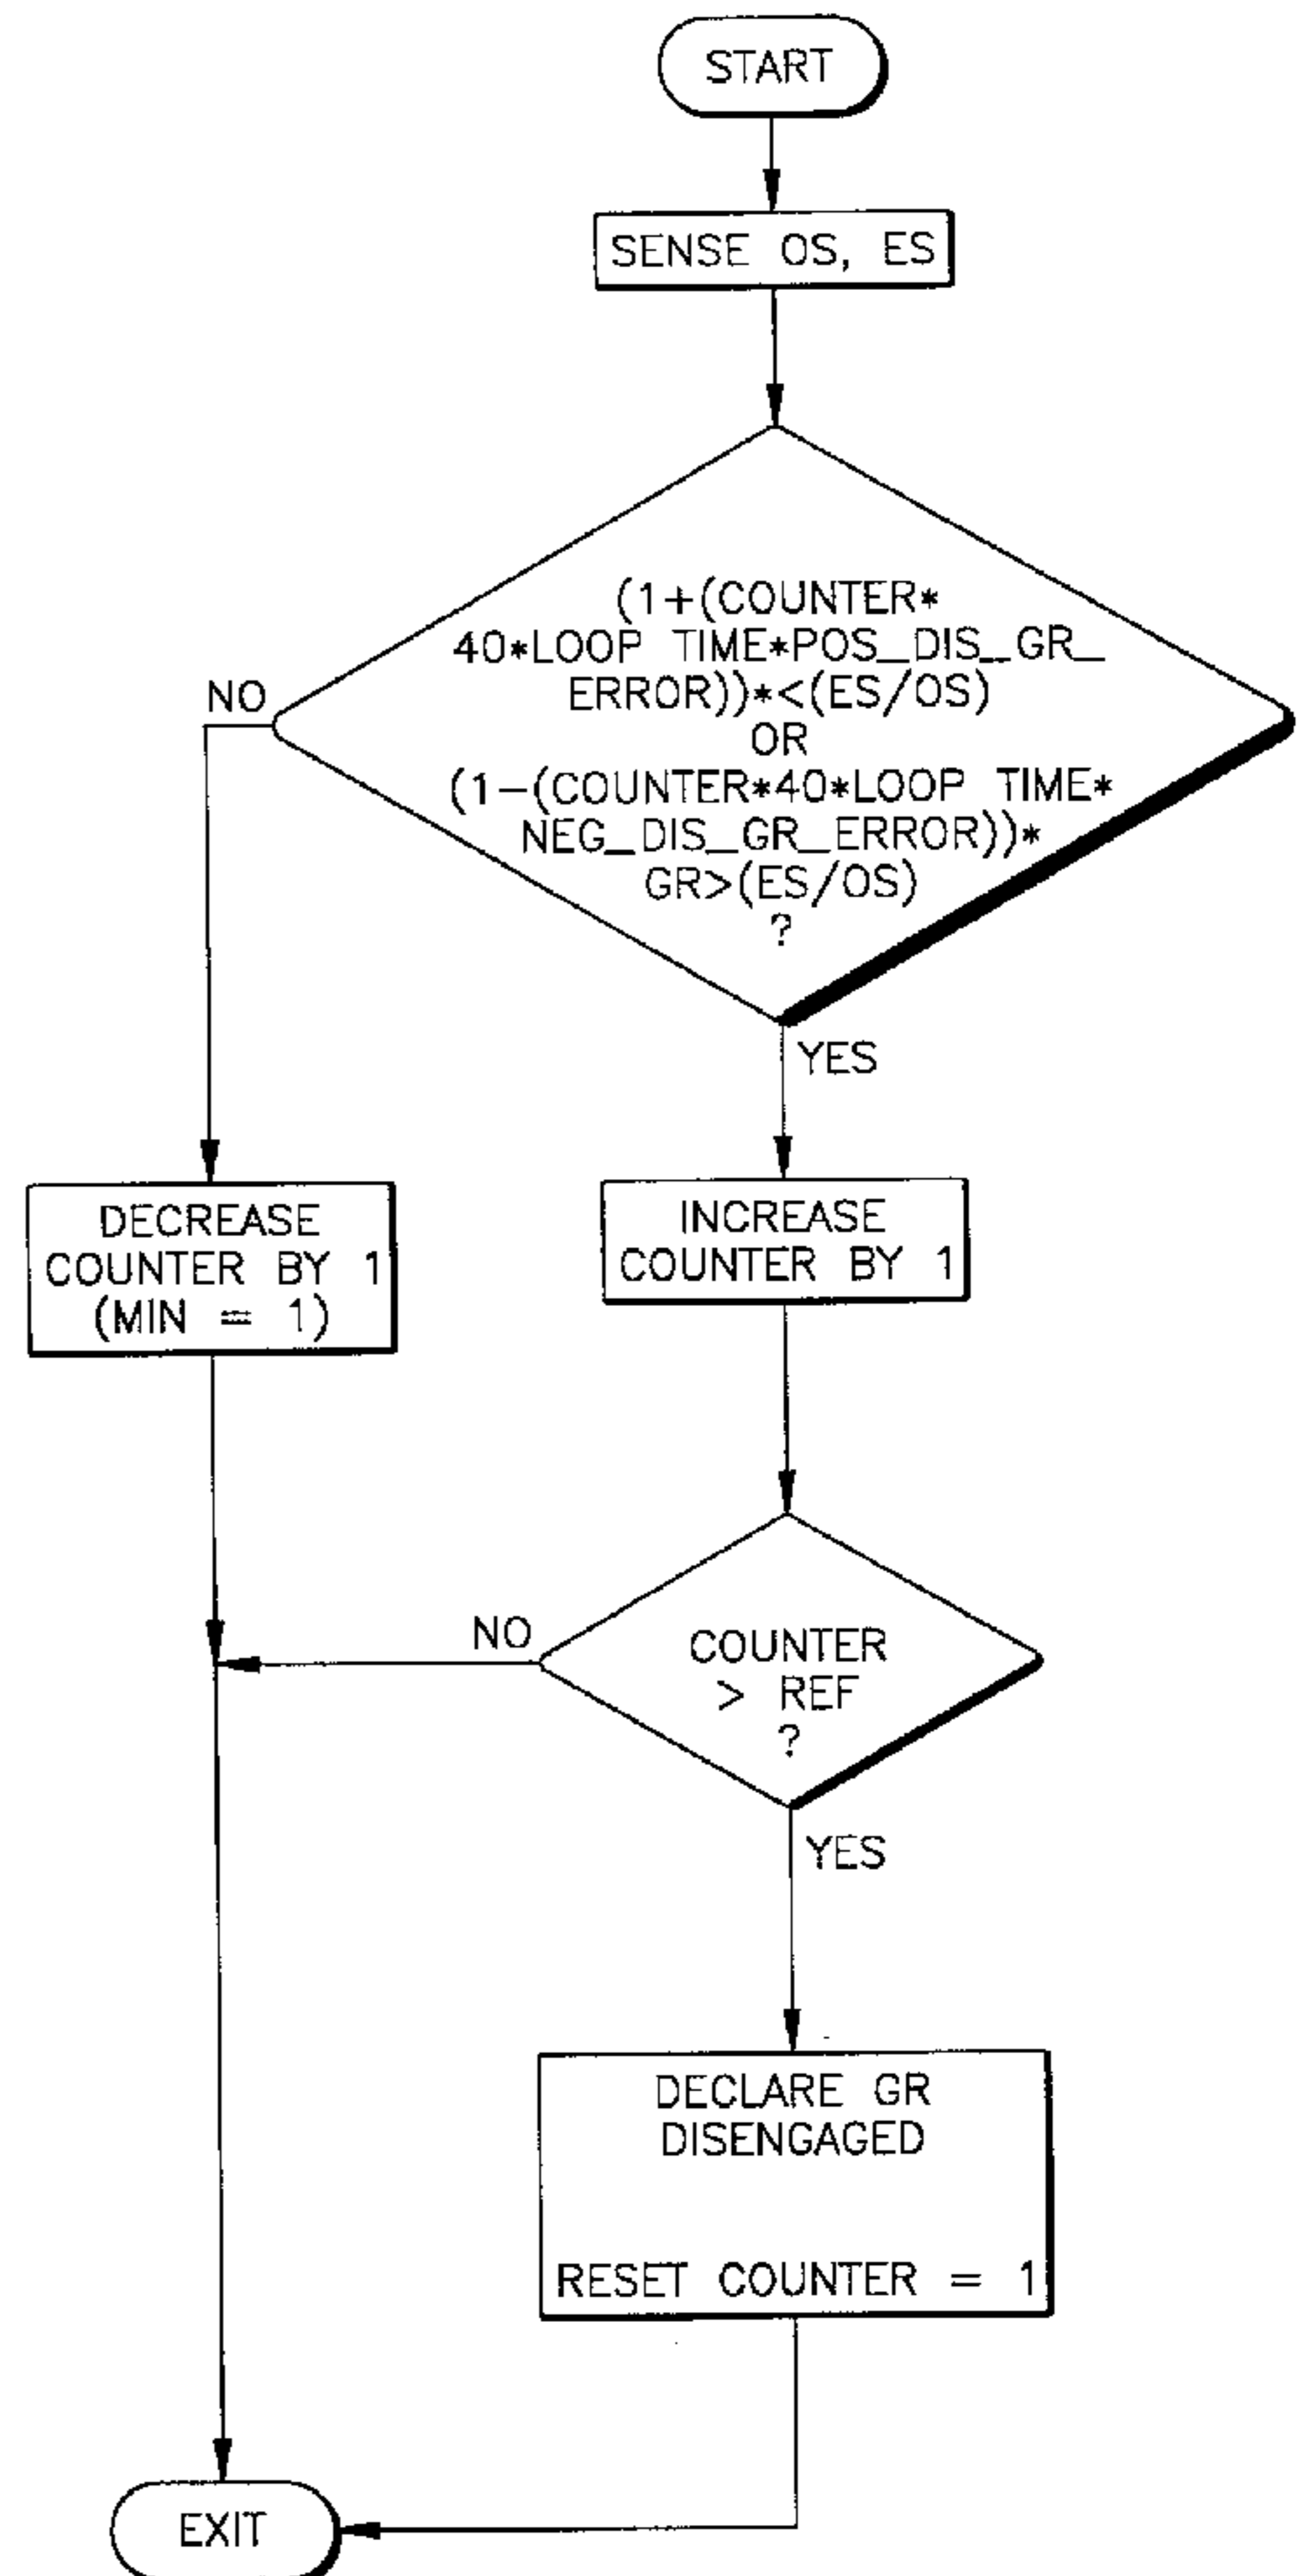 START
SENSE OS, ES
(1+(COUNTER*
40*LOOP TIME*POS_DIS_GR_
ERROR))*<(ES/OS)
OR
(1-(COUNTER*40*LOOP TIME*
NEG_DIS_GR_ERROR))*
GR>(ES/OS)
?
NO
YES
DECREASE
COUNTER BY 1
(MIN = 1)
INCREASE
COUNTER BY 1
NO
COUNTER
> REF
?
YES
DECLARE GR
DISENGAGED
RESET COUNTER = 1
EXIT